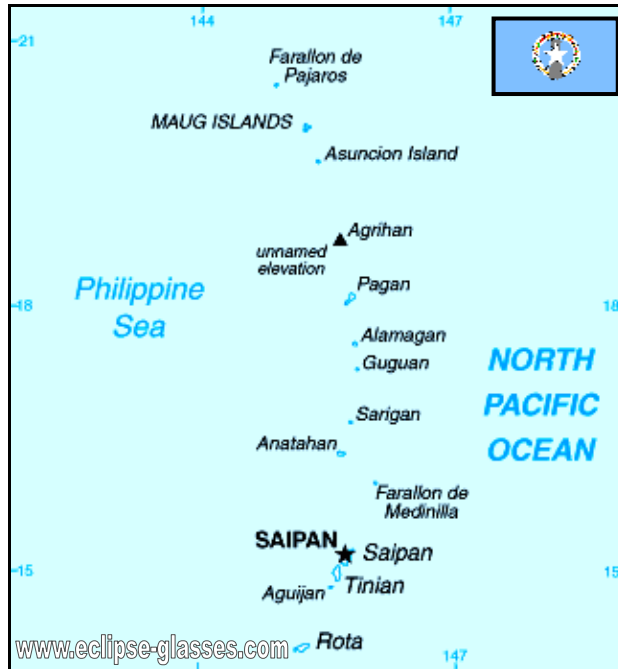 144
147
21
Farallon de
Pajaros
MAUG ISLANDS
Asuncion Island
Agrihan
unnamed
elevation
Pagan
Philippine
Sea
18
18
Alamagan
Guguan
NORTH
PACIFIC
OCEAN
Sarigan
Anatahan
Farallon de
Medinilla
SAIPAN
Saipan
15
15
Tinian
Aguijan
Rota
www.eclipse-glasses.com
147